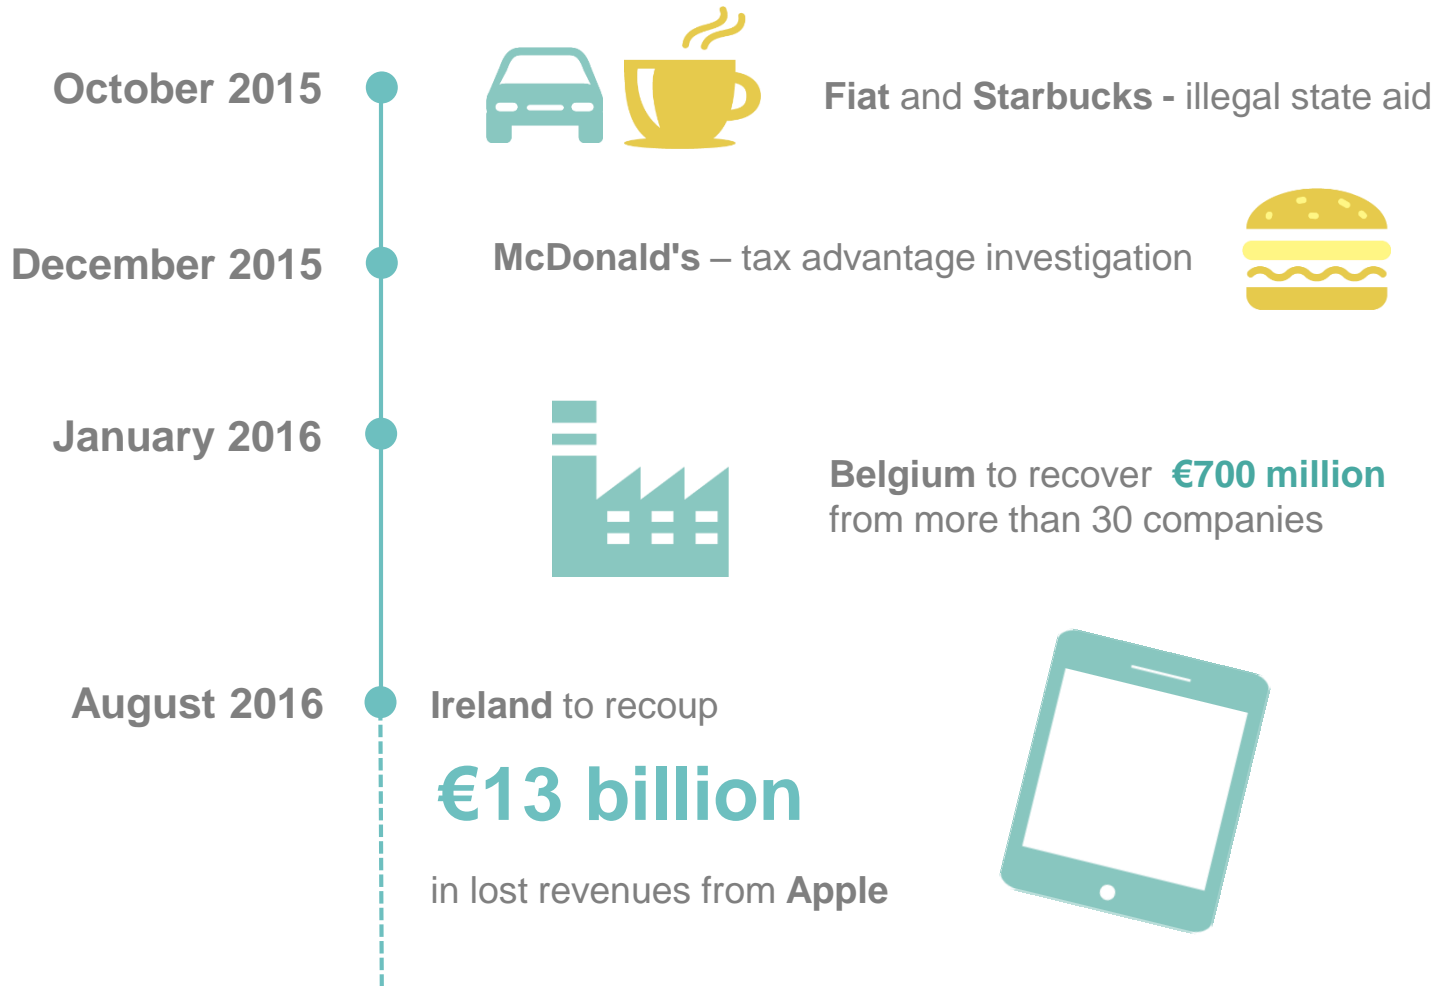 October 2015
Fiat and Starbucks - illegal state aid
December 2015
McDonald's – tax advantage investigation
January 2016
Belgium to recover €700 million
from more than 30 companies
August 2016
Ireland to recoup
€13 billion
in lost revenues from Apple